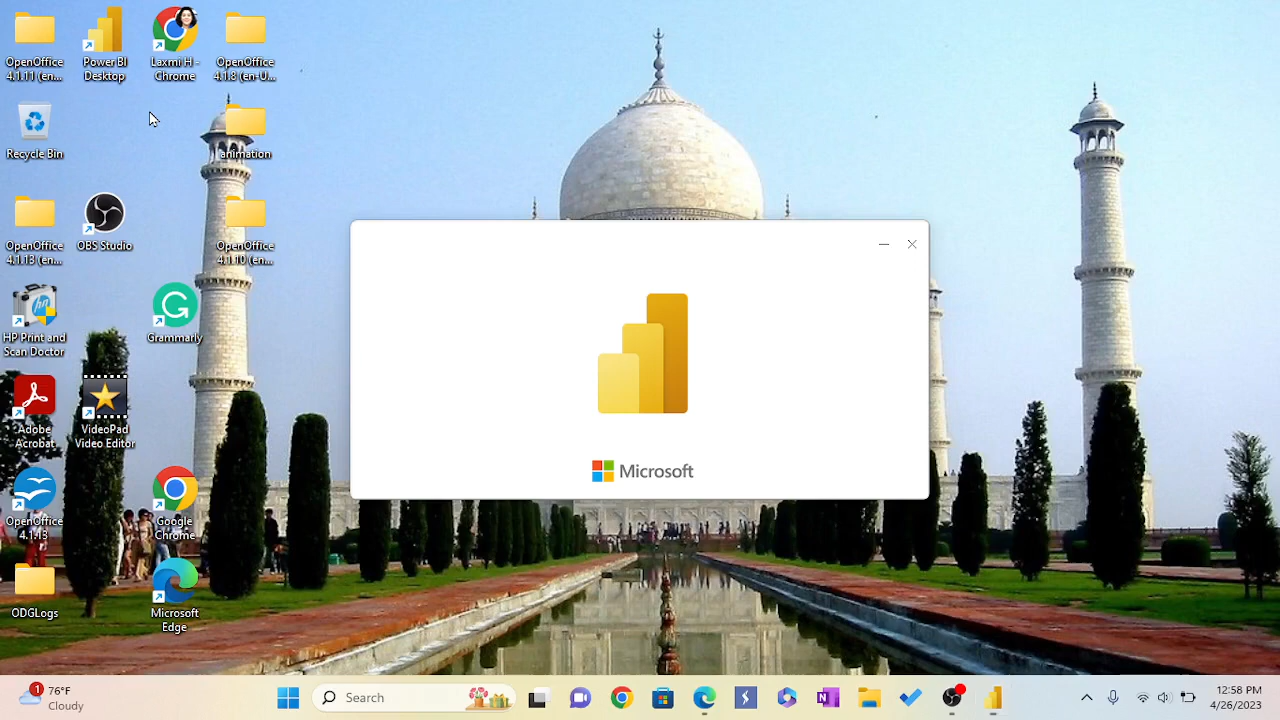 OpenOffice
4.1.11 (en...
Power BI
Desktop
Laxmi H -
Chrome
OpenOffice
4.1.8 (en-U...
Recycle Bin
animation
OpenOffice
4.1.13 (en...
OBS Studio
OpenOffice
4.1.10 (en...
HP Print and
Scan Doctor
Grammarly
Adobe
Acrobat
VideoPad
Video Editor
OpenOffice
4.1.13
Google
Chrome
ODGLogs
Microsoft
Edge
Microsoft
1
76°F
Cloudy
Search
12:58 PM
4/26/2023